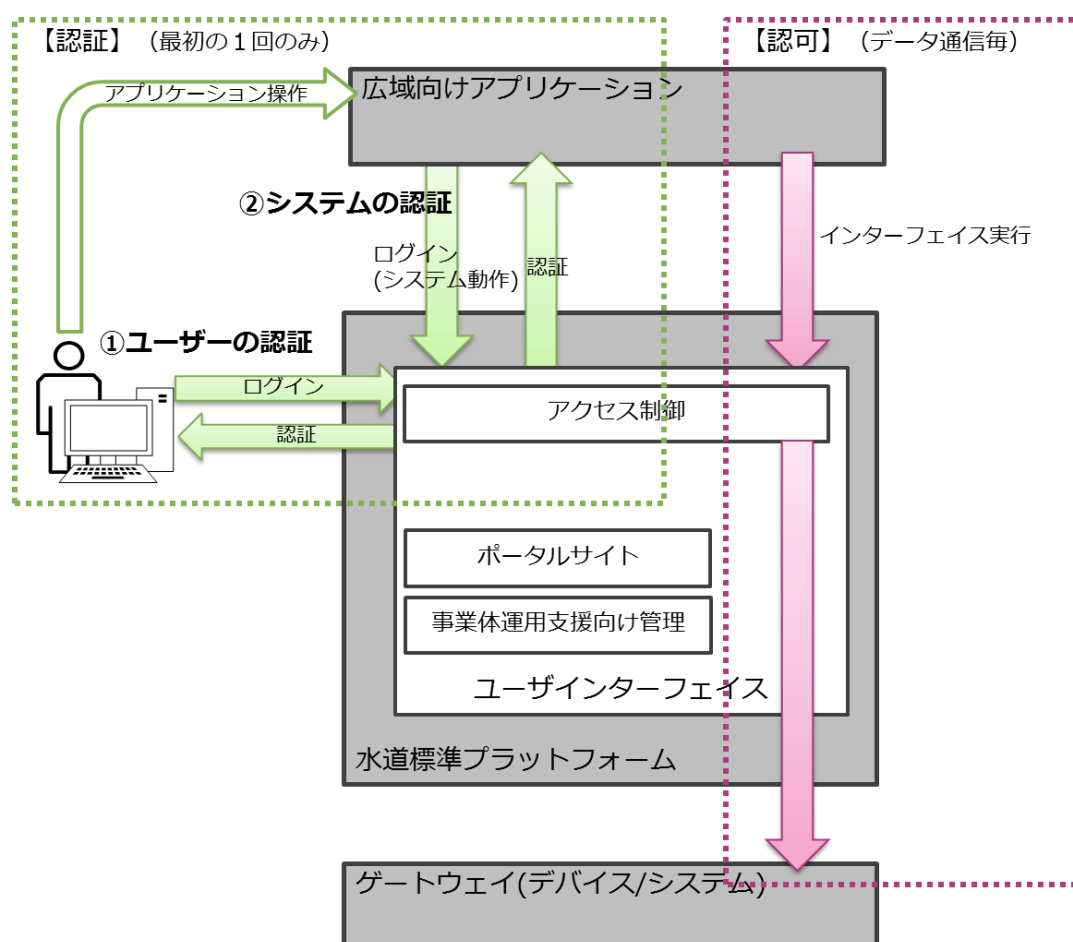 【認証】（最初の１回のみ）
【認可】（データ通信毎）
アプリケーション操作
広域向けアプリケーション
②システムの認証
ログイン
(システム動作)
認証
インターフェイス実行
①ユーザーの認証
ログイン
認証
アクセス制御
ポータルサイト
事業体運用支援向け管理
ユーザインターフェイス
水道標準プラットフォーム
ゲートウェイ(デバイス/システム)